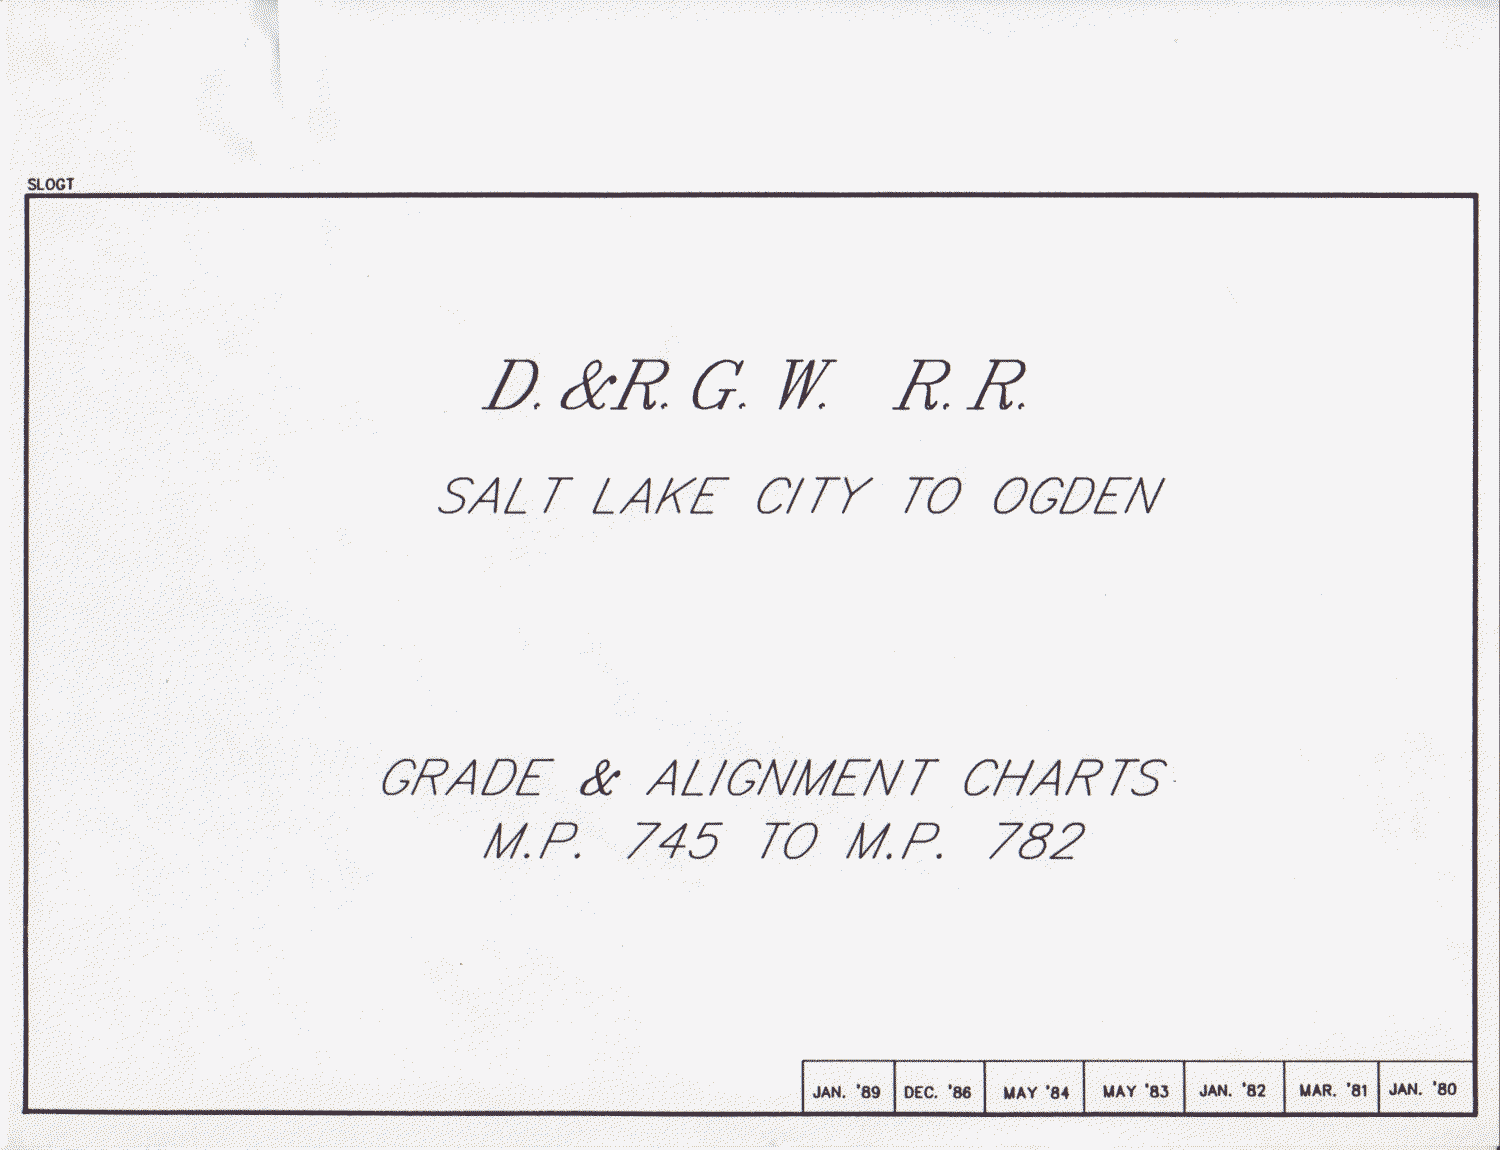 SLOGT
D. & R. G. W. R. R.
SALT LAKE CITY TO OGDEN
GRADE & ALIGNMENT CHARTS
M.P. 745 TO M.P. 782
JAN. '89 DEC. '86 MAY '84 MAY '83 JAN. '82 MAR. '81 JAN. '80